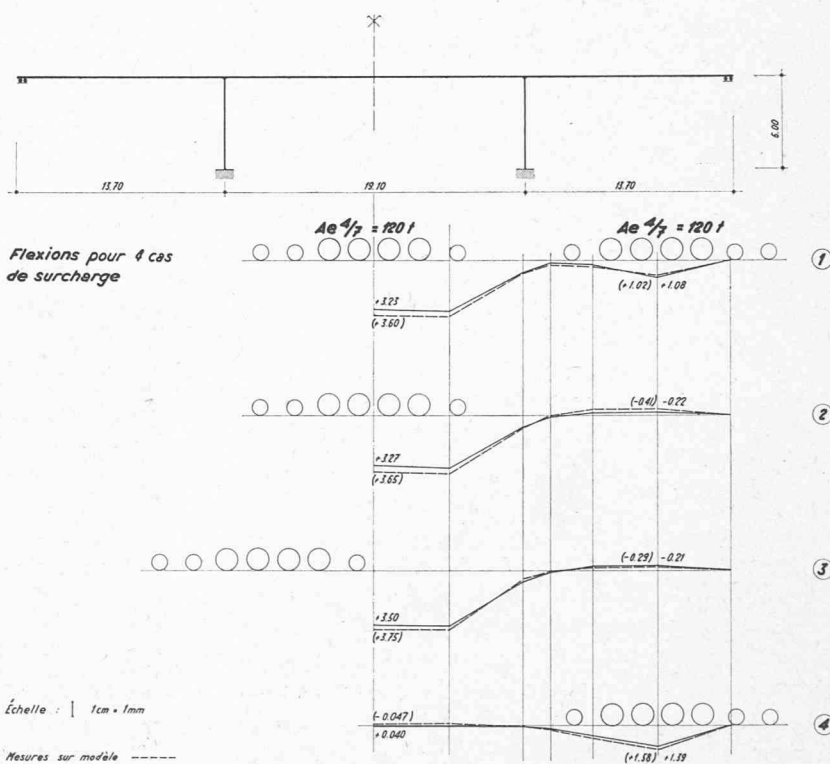 6.00
13.70 19.10 13.70
Ae 4/7 = 120 t Ae 4/7 = 120 t
Flexions pour 4 cas
de surcharge
1
(+1.02) +1.08
+3.23
(+3.60)
(-0.41) -0.22
2
+3.27
(+3.65)
(-0.29) -0.21
3
+3.50
(+3.75)
Échelle : 1cm = 1mm
(-0.047)
+0.040
4
Mesures sur modèle -----
(+1.58) +1.39